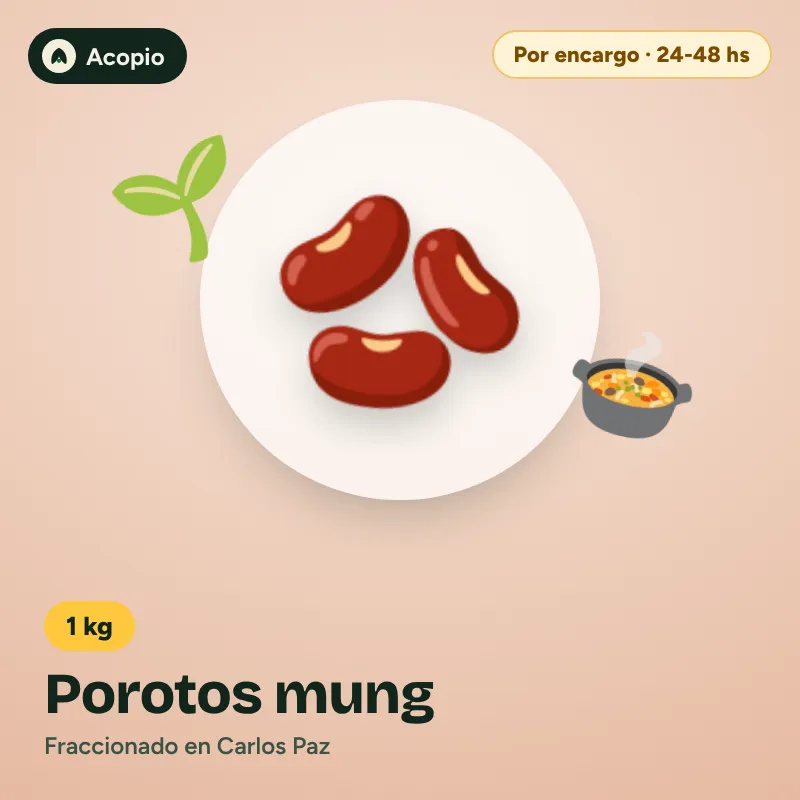 Acopio
Por encargo · 24-48 hs
1 kg
Porotos mung
Fraccionado en Carlos Paz